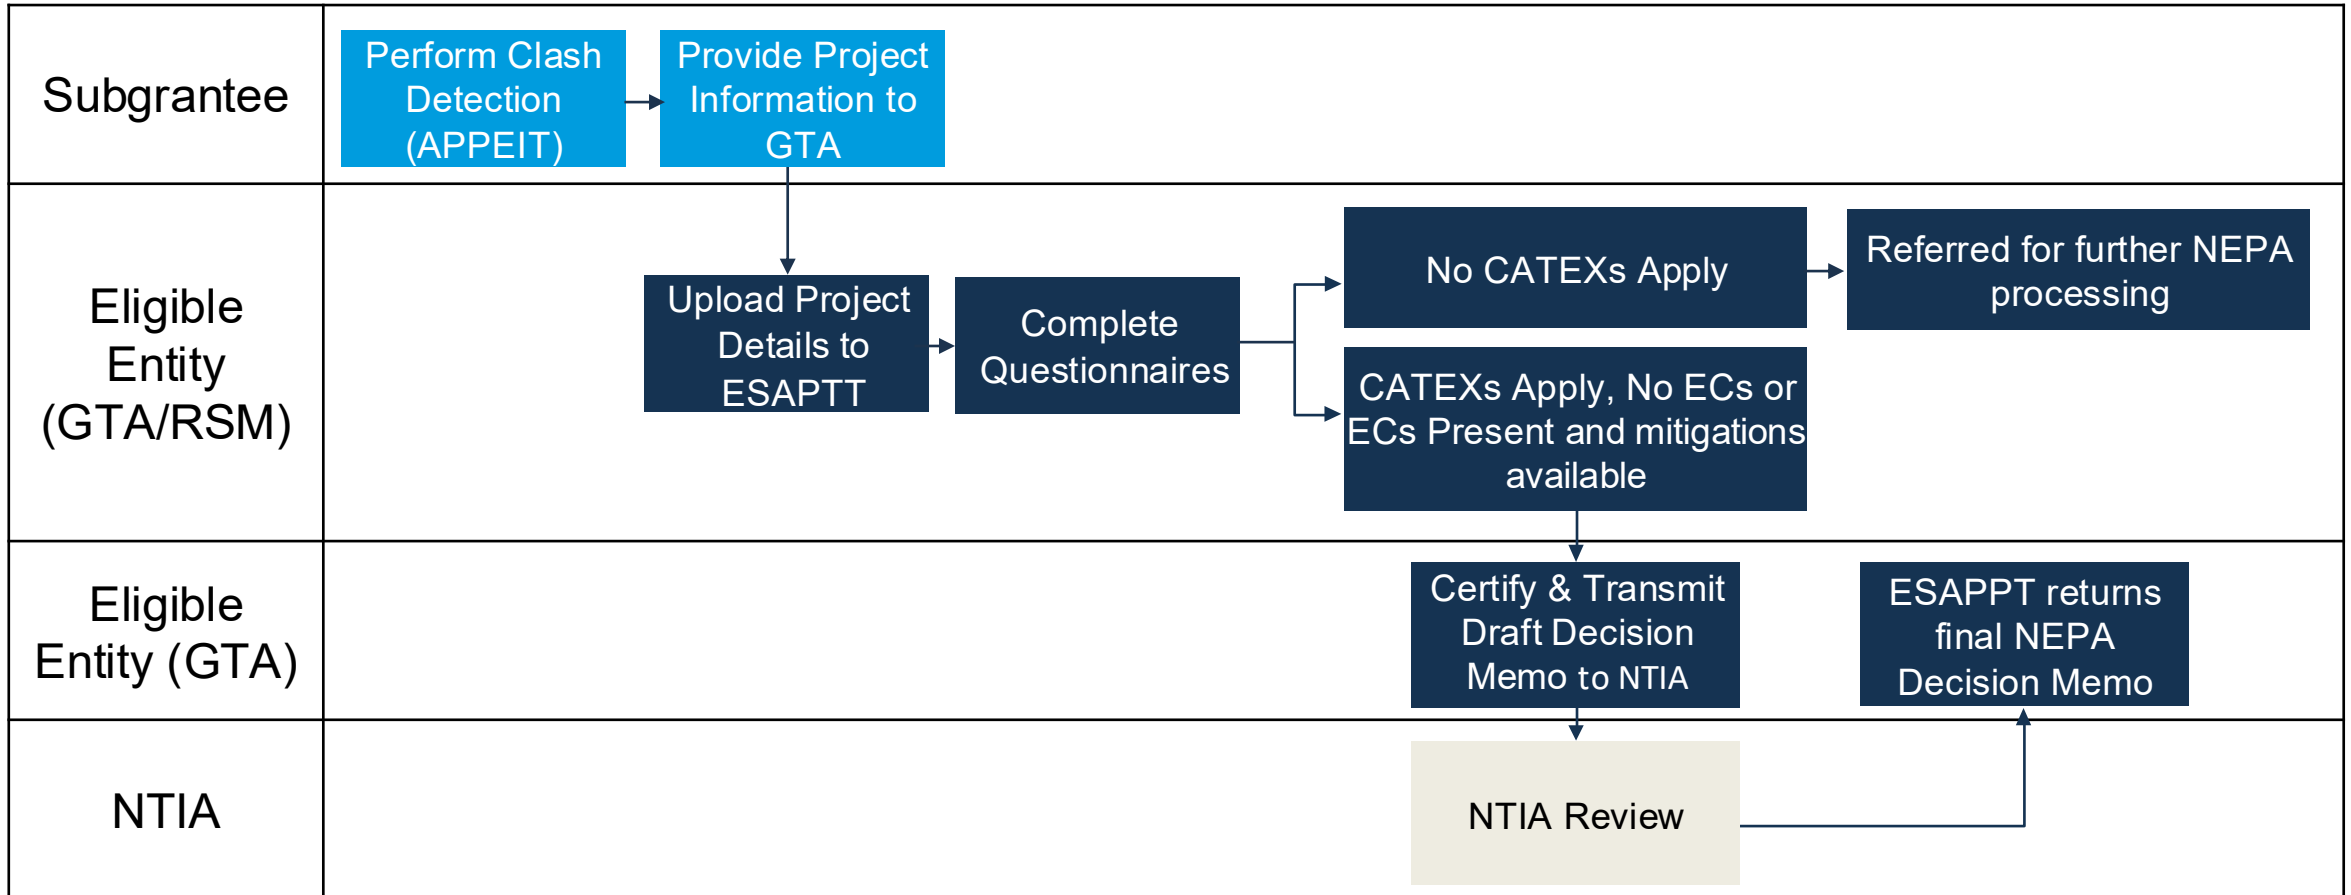 Subgrantee
Perform Clash
Detection
(APPEIT)
Provide Project
Information to
GTA
Eligible
Entity
(GTA/RSM)
Upload Project
Details to
ESAPTT
Complete
Questionnaires
No CATEXs Apply
Referred for further NEPA
processing
CATEXs Apply, No ECs or
ECs Present and mitigations
available
Eligible
Entity (GTA)
Certify & Transmit
Draft Decision
Memo to NTIA
ESAPPT returns
final NEPA
Decision Memo
NTIA
NTIA Review